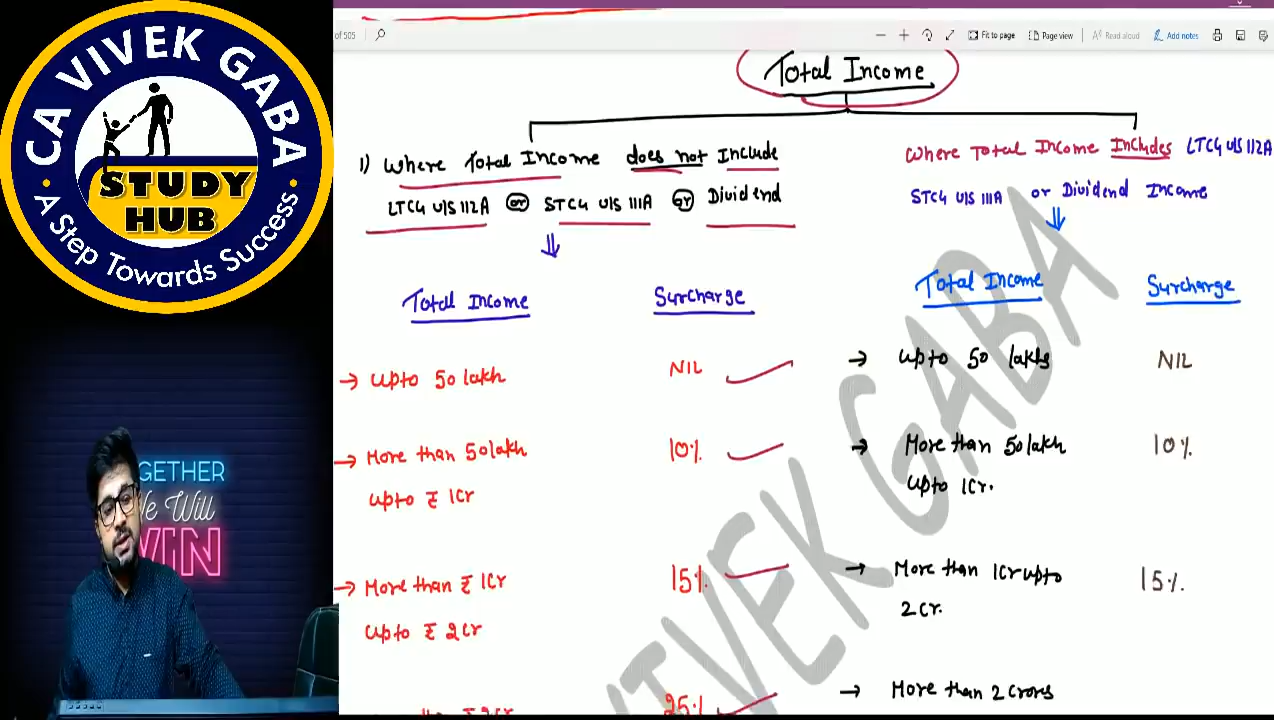 CA VIVEK GABA
STUDY
HUB
A Step Towards Success
TOGETHER
We Will
WIN
of 505
Fit to page
Page view
Read aloud
Add notes
Total Income
1) Where Total Income does not Include
LTCG U/S 112A or STCG U/S 111A or Dividend
Total Income Surcharge
→ Upto 50 lakh NIL
→ More than 50 lakh 10%
Upto ₹ 1Cr
→ More than ₹ 1Cr 15%
Upto ₹ 2Cr
25%
Where Total Income Includes LTCG U/S 112A
STCG U/S 111A or Dividend Income
Total Income Surcharge
→ Upto 50 lakhs NIL
→ More than 50 lakh 10%
Upto 1Cr.
→ More than 1Cr upto 15%
2Cr.
→ More than 2 Crores
VIVEK GABA